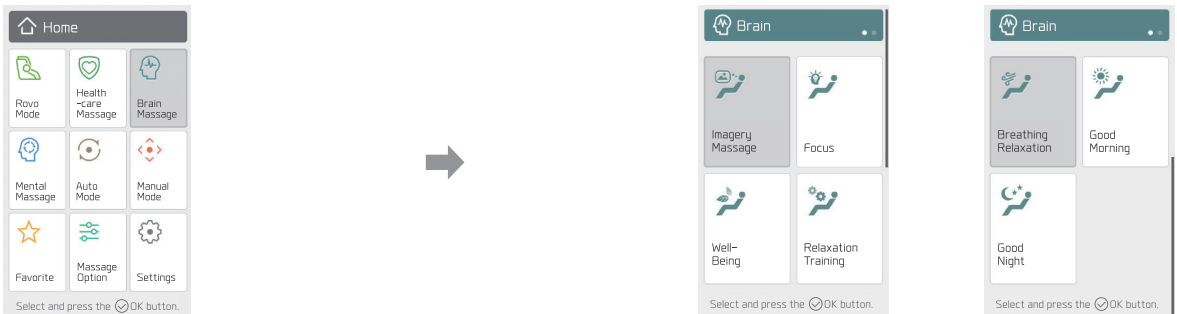 Home
Rovo
Mode
Health
-care
Massage
Brain
Massage
Mental
Massage
Auto
Mode
Manual
Mode
Favorite
Massage
Option
Settings
Select and press the OK button.
Brain
Imagery
Massage
Focus
Well-
Being
Relaxation
Training
Select and press the OK button.
Brain
Breathing
Relaxation
Good
Morning
Good
Night
Select and press the OK button.